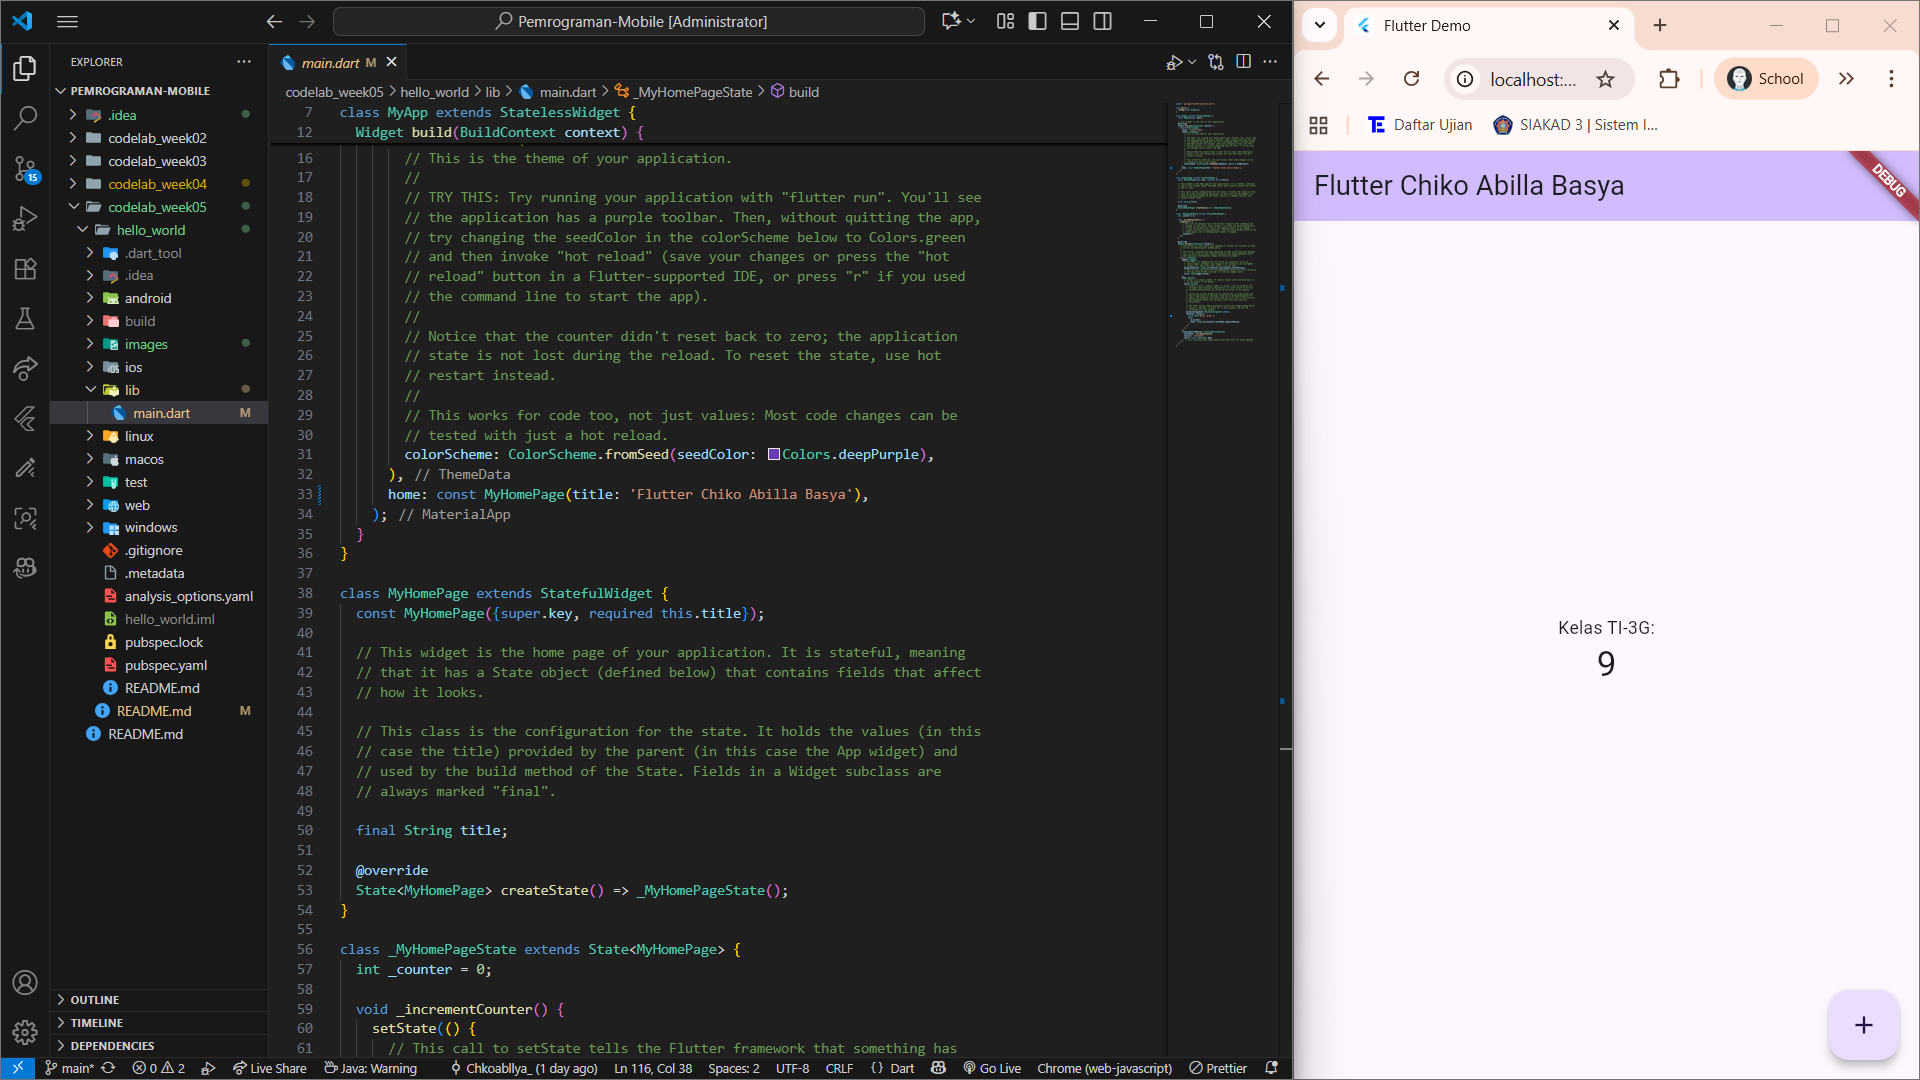 Pemrograman-Mobile [Administrator]
EXPLORER
PEMROGRAMAN-MOBILE
.idea
codelab_week02
codelab_week03
codelab_week04
codelab_week05
hello_world
.dart_tool
.idea
android
build
images
ios
lib
main.dart M
linux
macos
test
web
windows
.gitignore
.metadata
analysis_options.yaml
hello_world.iml
pubspec.lock
pubspec.yaml
README.md
README.md M
README.md
OUTLINE
TIMELINE
DEPENDENCIES
15
main.dart M
codelab_week05 > hello_world > lib > main.dart > _MyHomePageState > build
7 class MyApp extends StatelessWidget {
12 Widget build(BuildContext context) {
16 // This is the theme of your application.
17 //
18 // TRY THIS: Try running your application with "flutter run". You'll see
19 // the application has a purple toolbar. Then, without quitting the app,
20 // try changing the seedColor in the colorScheme below to Colors.green
21 // and then invoke "hot reload" (save your changes or press the "hot
22 // reload" button in a Flutter-supported IDE, or press "r" if you used
23 // the command line to start the app).
24 //
25 // Notice that the counter didn't reset back to zero; the application
26 // state is not lost during the reload. To reset the state, use hot
27 // restart instead.
28 //
29 // This works for code too, not just values: Most code changes can be
30 // tested with just a hot reload.
31 colorScheme: ColorScheme.fromSeed(seedColor: Colors.deepPurple),
32 ), // ThemeData
33 home: const MyHomePage(title: 'Flutter Chiko Abilla Basya'),
34 ); // MaterialApp
35 }
36 }
37
38 class MyHomePage extends StatefulWidget {
39 const MyHomePage({super.key, required this.title});
40
41 // This widget is the home page of your application. It is stateful, meaning
42 // that it has a State object (defined below) that contains fields that affect
43 // how it looks.
44
45 // This class is the configuration for the state. It holds the values (in this
46 // case the title) provided by the parent (in this case the App widget) and
47 // used by the build method of the State. Fields in a Widget subclass are
48 // always marked "final".
49
50 final String title;
51
52 @override
53 State<MyHomePage> createState() => _MyHomePageState();
54 }
55
56 class _MyHomePageState extends State<MyHomePage> {
57 int _counter = 0;
58
59 void _incrementCounter() {
60 setState(() {
61 // This call to setState tells the Flutter framework that something has
main* 0 2 Live Share Java: Warning Chkoabllya_ (1 day ago) Ln 116, Col 38 Spaces: 2 UTF-8 CRLF {} Dart Go Live Chrome (web-javascript) Prettier
Flutter Demo
localhost:...
School
Daftar Ujian
SIAKAD 3 | Sistem I...
Flutter Chiko Abilla Basya
DEBUG
Kelas TI-3G:
9
+